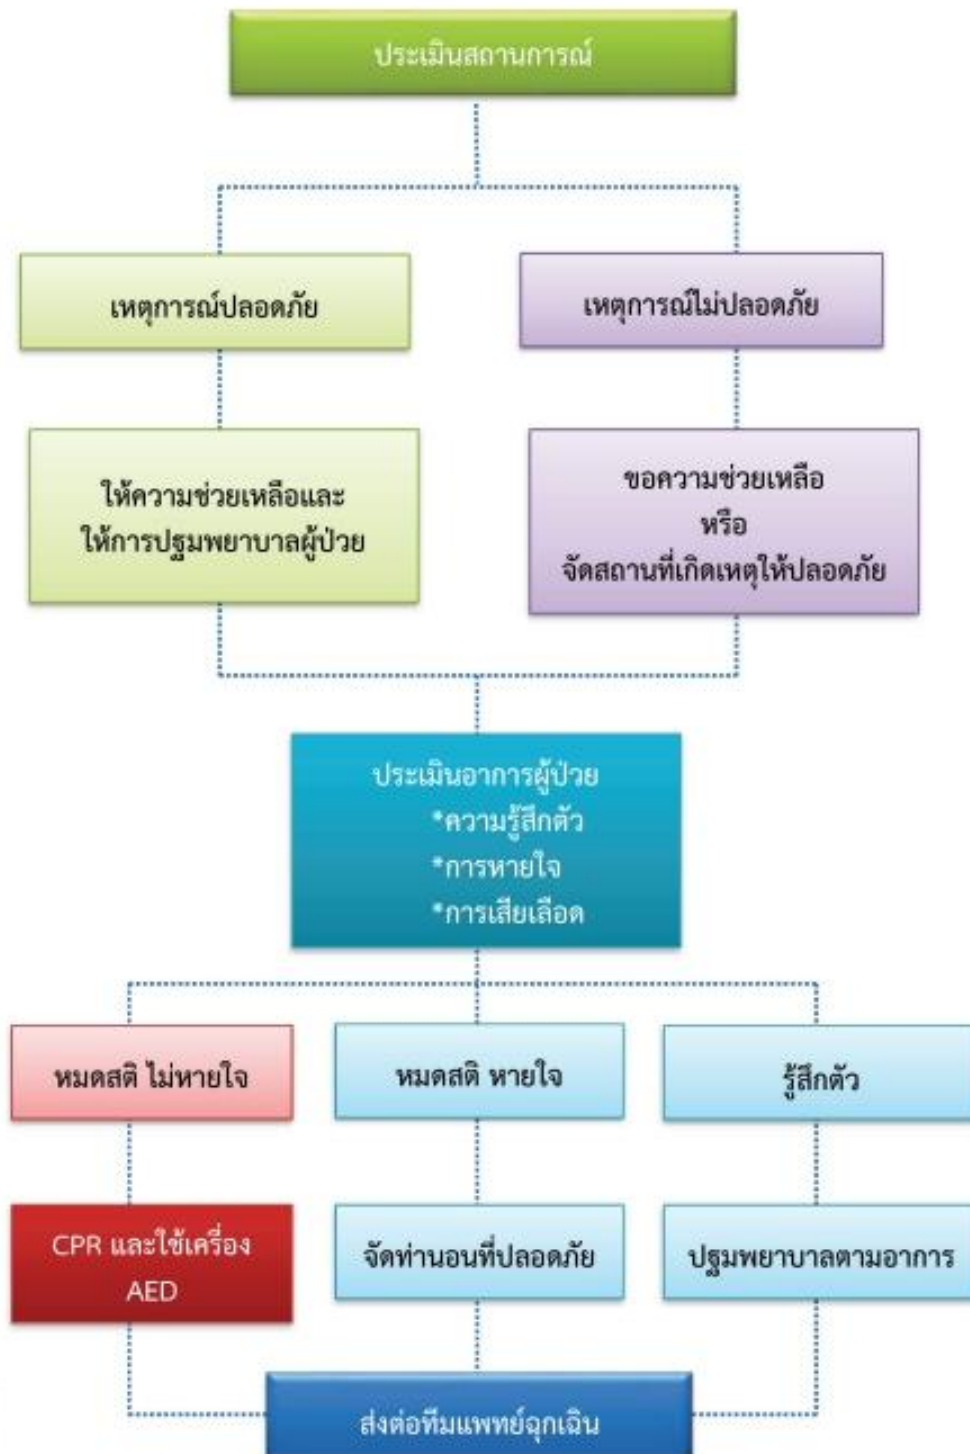 ประเมินสถานการณ์
เหตุการณ์ปลอดภัย
เหตุการณ์ไม่ปลอดภัย
ให้ความช่วยเหลือและ
ให้การปฐมพยาบาลผู้ป่วย
ขอความช่วยเหลือ
หรือ
จัดสถานที่เกิดเหตุให้ปลอดภัย
ประเมินอาการผู้ป่วย
*ความรู้สึกตัว
*การหายใจ
*การเสียเลือด
หมดสติ ไม่หายใจ
หมดสติ หายใจ
รู้สึกตัว
CPR และใช้เครื่อง
AED
จัดท่านอนที่ปลอดภัย
ปฐมพยาบาลตามอาการ
ส่งต่อทีมแพทย์ฉุกเฉิน